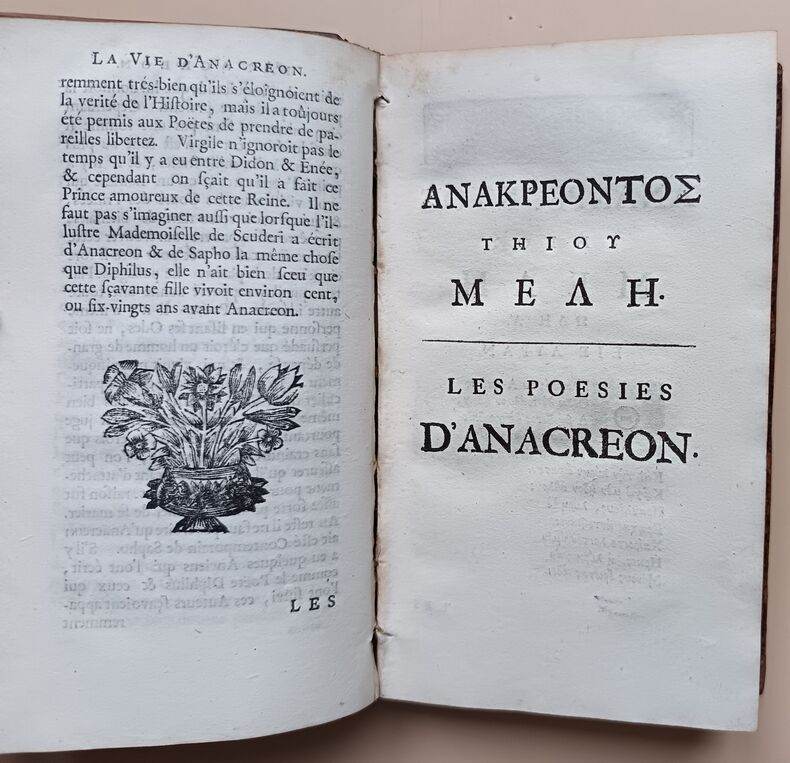 LA VIE D'ANACREON.
remment trés-bien qu'ils s'éloignoient de
la verité de l'Hiſtoire, mais il a toûjours
été permis aux Poëtes de prendre de pa-
reilles libertez. Virgile n'ignoroit pas le
temps qu'il y a eu entre Didon & Enée,
& cependant on ſçait qu'il a fait ce
Prince amoureux de cette Reine. Il ne
faut pas s'imaginer auſſi que lorſque l'il-
luſtre Mademoiſelle de Scuderi a écrit
d'Anacreon & de Sapho la même choſe
que Diphilus, elle n'ait bien ſceu que
cette ſçavante fille vivoit environ cent,
ou ſix-vingts ans avant Anacreon.
LES
ΑΝΑΚΡΕΟΝΤΟΣ
ΤΗΙΟΥ
ΜΕΛΗ.
LES POESIES
D'ANACREON.